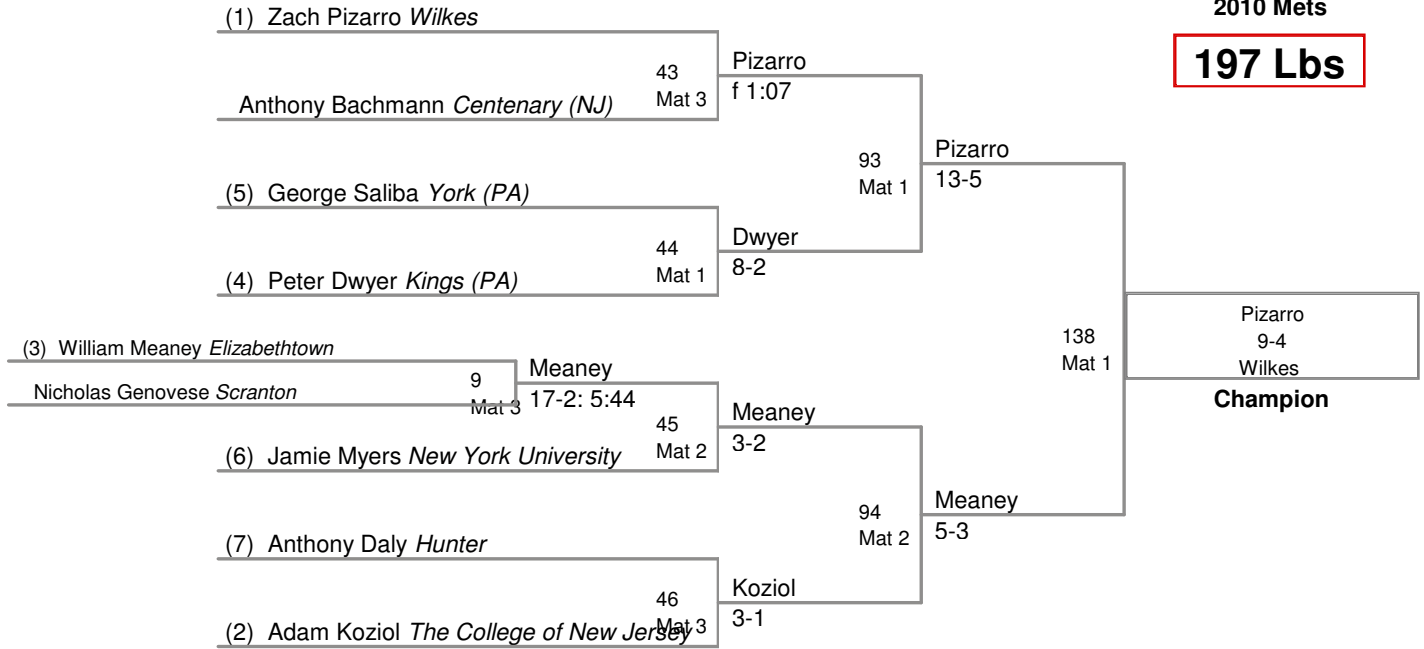 2010 Mets
197 Lbs
(1) Zach Pizarro Wilkes
43
Mat 3
Anthony Bachmann Centenary (NJ)
Pizarro
f 1:07
(5) George Saliba York (PA)
44
Mat 1
(4) Peter Dwyer Kings (PA)
Dwyer
8-2
93
Mat 1
Pizarro
13-5
(3) William Meaney Elizabethtown
9
Mat 3
Nicholas Genovese Scranton
Meaney
17-2: 5:44
45
Mat 2
(6) Jamie Myers New York University
Meaney
3-2
(7) Anthony Daly Hunter
46
Mat 3
(2) Adam Koziol The College of New Jersey
Koziol
3-1
94
Mat 2
Meaney
5-3
138
Mat 1
Pizarro
9-4
Wilkes
Champion